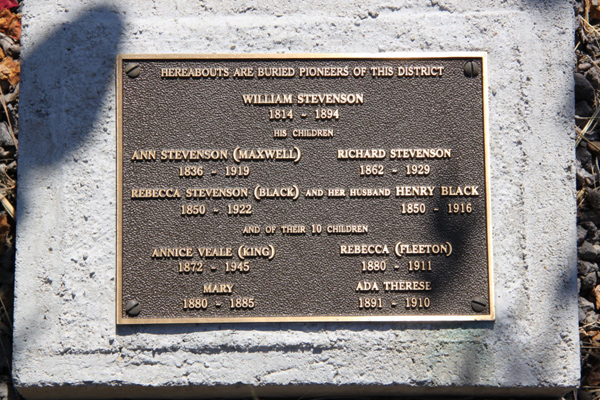 HEREABOUTS ARE BURIED PIONEERS OF THIS DISTRICT
WILLIAM STEVENSON
1814 - 1894
HIS CHILDREN
ANN STEVENSON (MAXWELL) RICHARD STEVENSON
1836 - 1919 1862 - 1929
REBECCA STEVENSON (BLACK) AND HER HUSBAND HENRY BLACK
1850 - 1922 1850 - 1916
AND OF THEIR 10 CHILDREN
ANNICE VEALE (KING) REBECCA (FLEETON)
1872 - 1945 1880 - 1911
MARY ADA THERESE
1880 - 1885 1891 - 1910